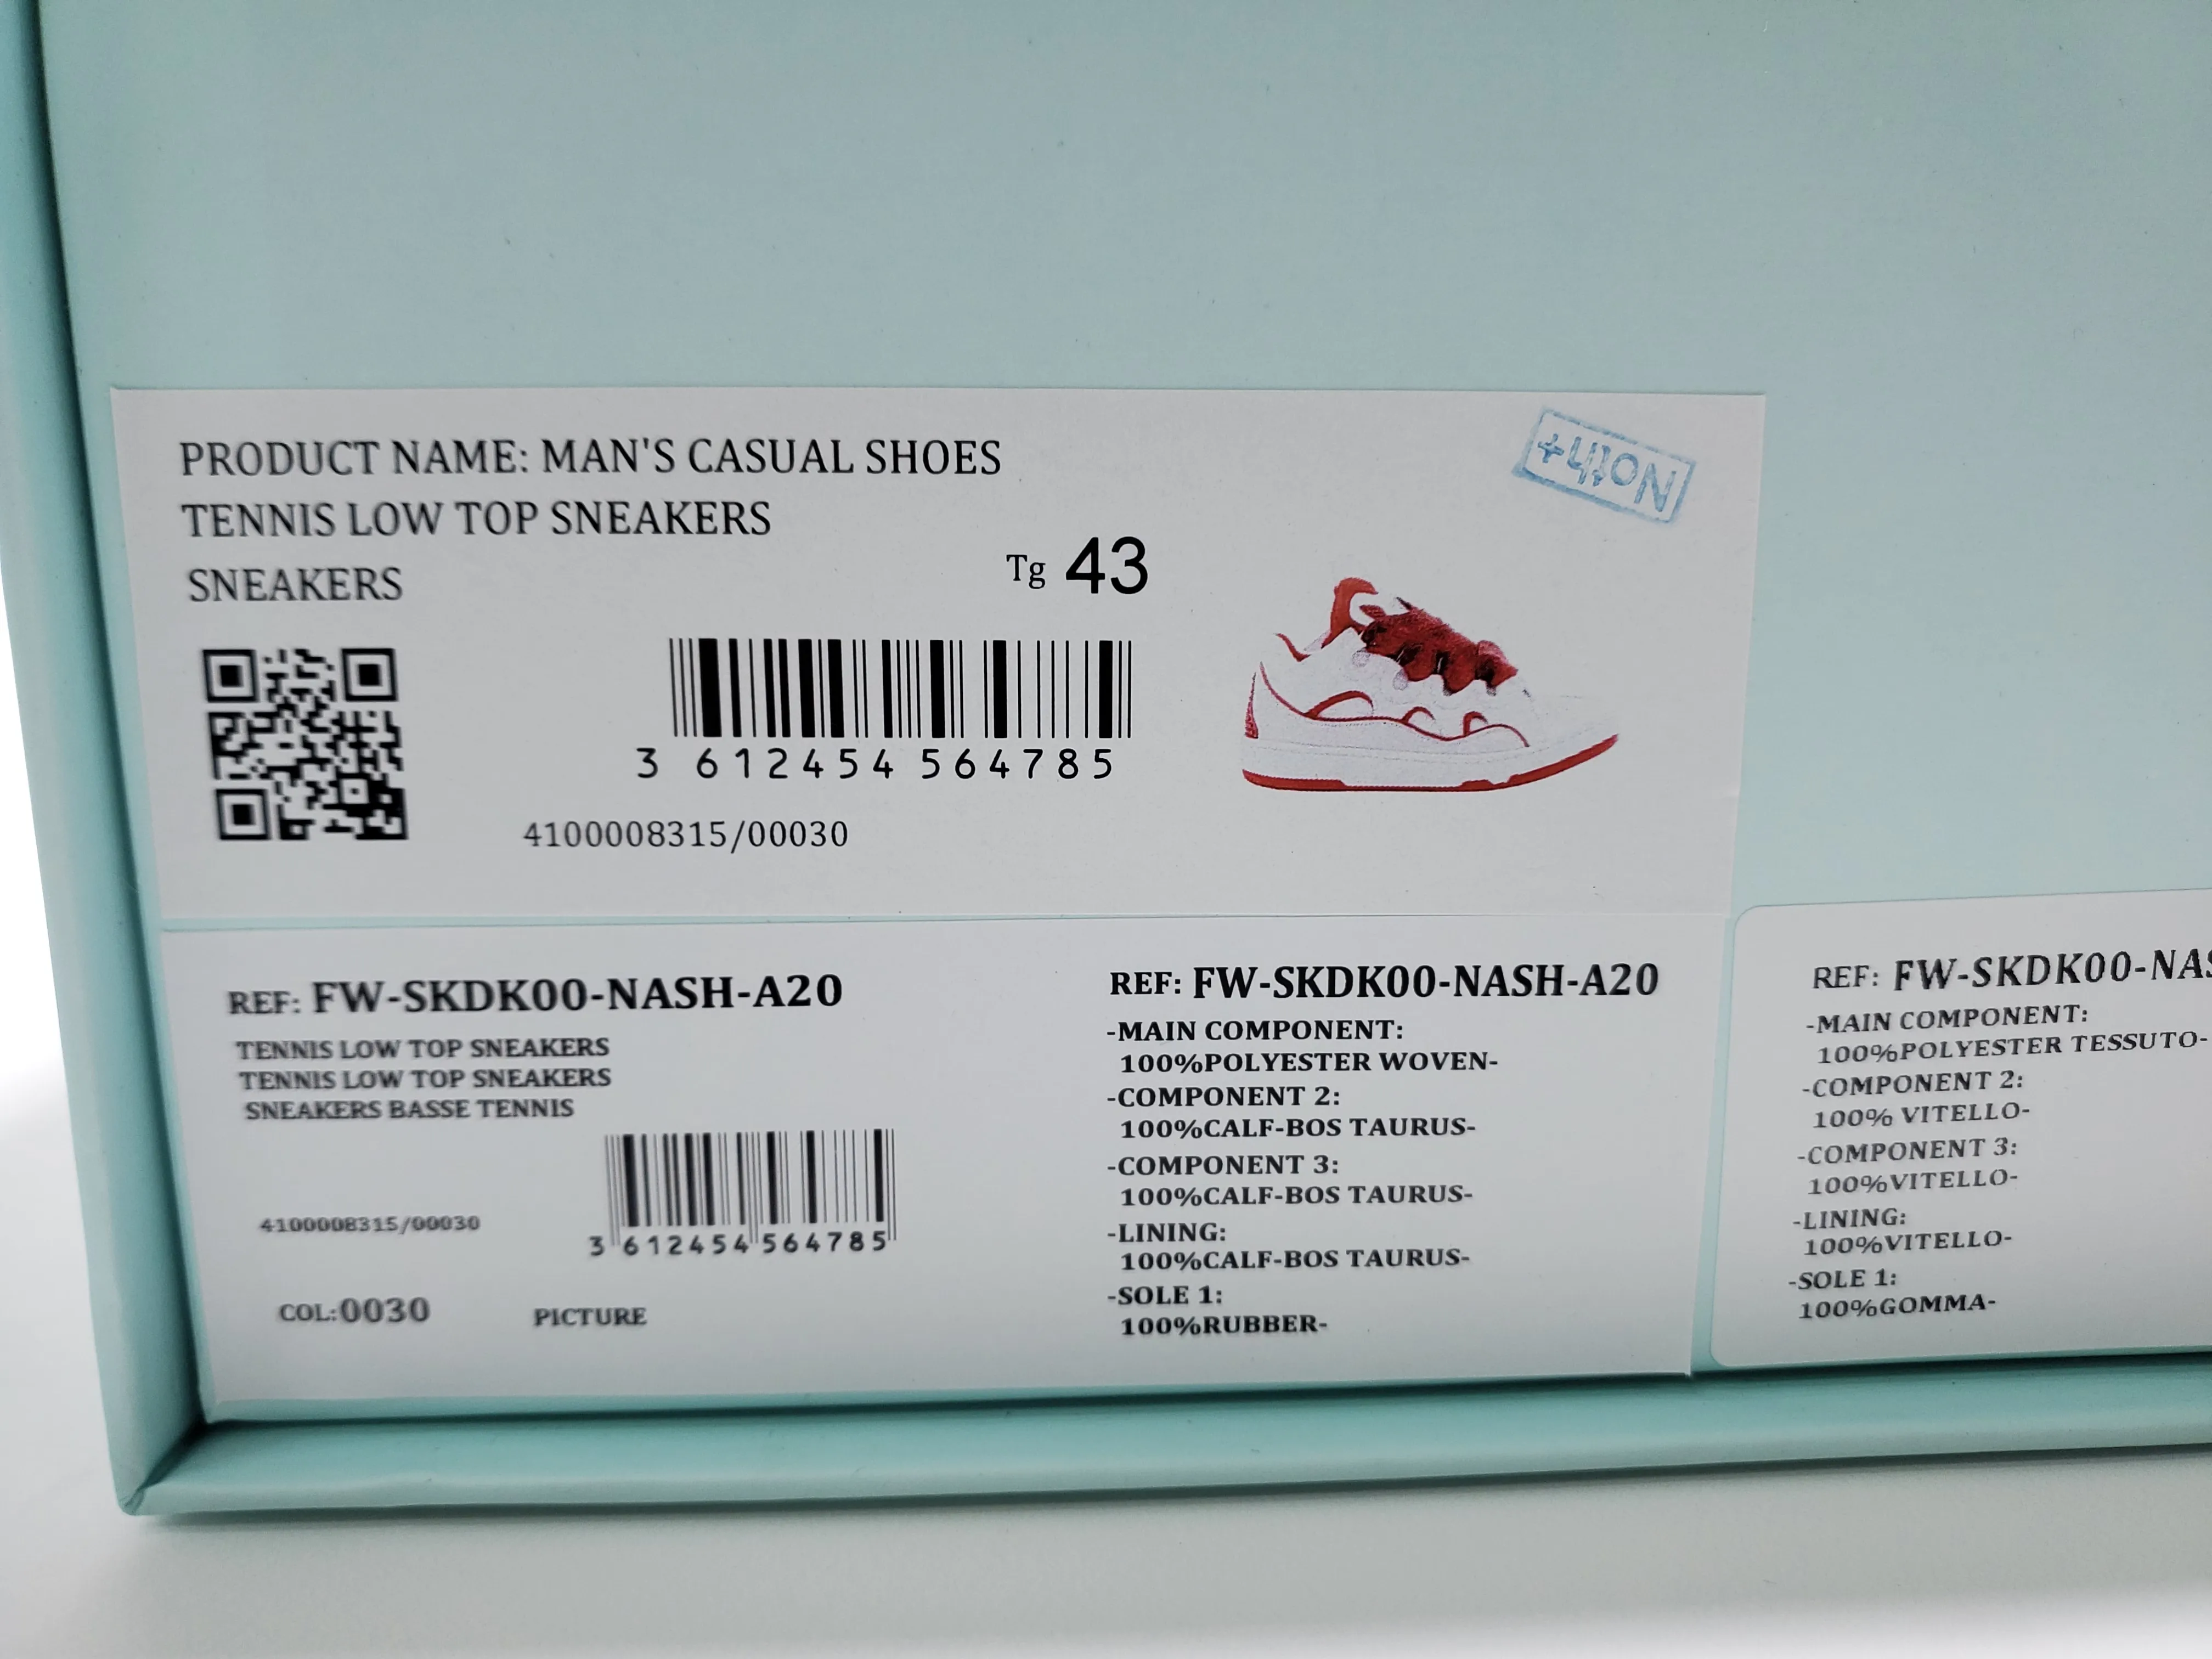 PRODUCT NAME: MAN'S CASUAL SHOES
TENNIS LOW TOP SNEAKERS
SNEAKERS
Tg 43
3 612454 564785
4100008315/00030
REF: FW-SKDK00-NASH-A20
TENNIS LOW TOP SNEAKERS
TENNIS LOW TOP SNEAKERS
SNEAKERS BASSE TENNIS
4100008315/00030
3 612454 564785
COL:0030
PICTURE
REF: FW-SKDK00-NASH-A20
-MAIN COMPONENT:
100%POLYESTER WOVEN-
-COMPONENT 2:
100%CALF-BOS TAURUS-
-COMPONENT 3:
100%CALF-BOS TAURUS-
-LINING:
100%CALF-BOS TAURUS-
-SOLE 1:
100%RUBBER-
REF: FW-SKDK00-NAS
-MAIN COMPONENT:
100%POLYESTER TESSUTO-
-COMPONENT 2:
100% VITELLO-
-COMPONENT 3:
100%VITELLO-
-LINING:
100%VITELLO-
-SOLE 1:
100%GOMMA-